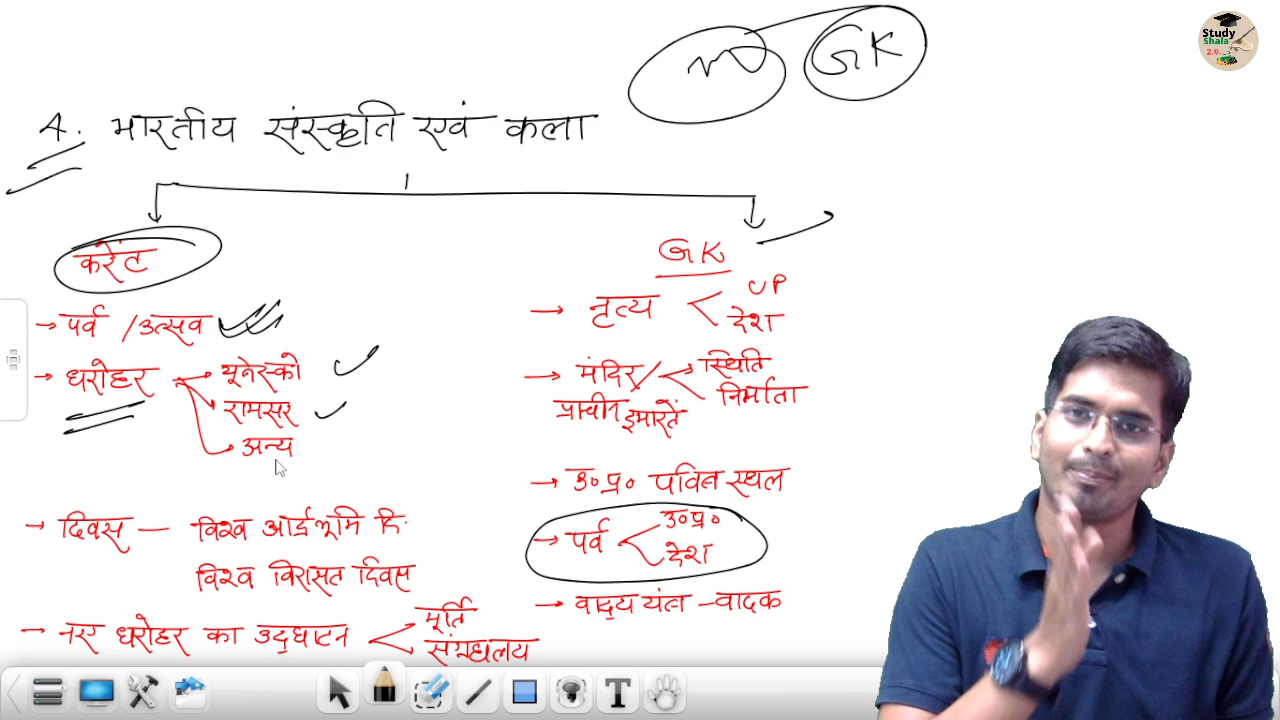 Study
Shala
2.0.
GK
4. भारतीय संस्कृति एवं कला
करेंट
→ पर्व / उत्सव
→ धरोहर
यूनेस्को
रामसर
अन्य
→ दिवस — विश्व आर्द्रभूमि दि.
विश्व विरासत दिवस
→ नए धरोहर का उद्घाटन
मूर्ति
संग्रहालय
GK
→ नृत्य
UP
देश
→ मंदिर/
प्राचीन इमारतें
स्थिति
निर्माता
→ उ०प्र० पवित्र स्थल
→ पर्व
उ०प्र०
देश
→ वाद्य यंत्र – वादक
T